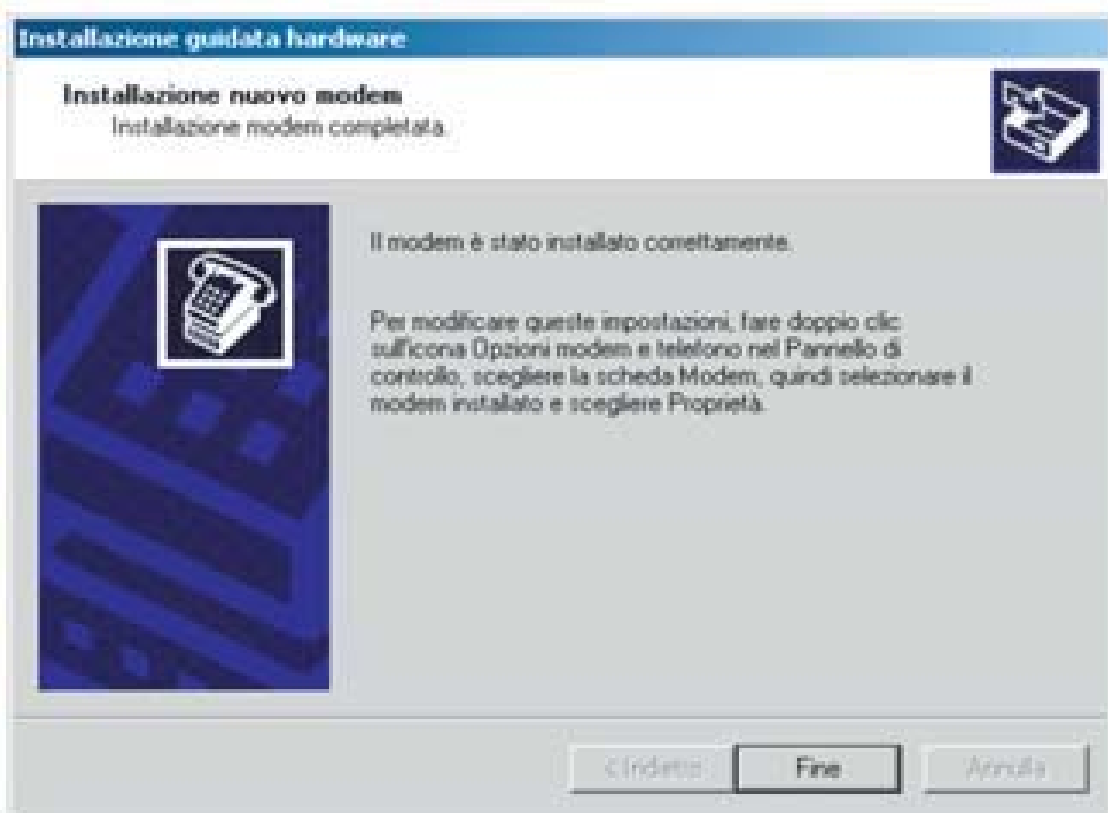 Installazione guidata hardware
Installazione nuovo modem
Installazione modem completata.
Il modem è stato installato correttamente.
Per modificare queste impostazioni, fare doppio clic
sull'icona Opzioni modem e telefono nel Pannello di
controllo, scegliere la scheda Modem, quindi selezionare il
modem installato e scegliere Proprietà.
< Indietro
Fine
Annulla